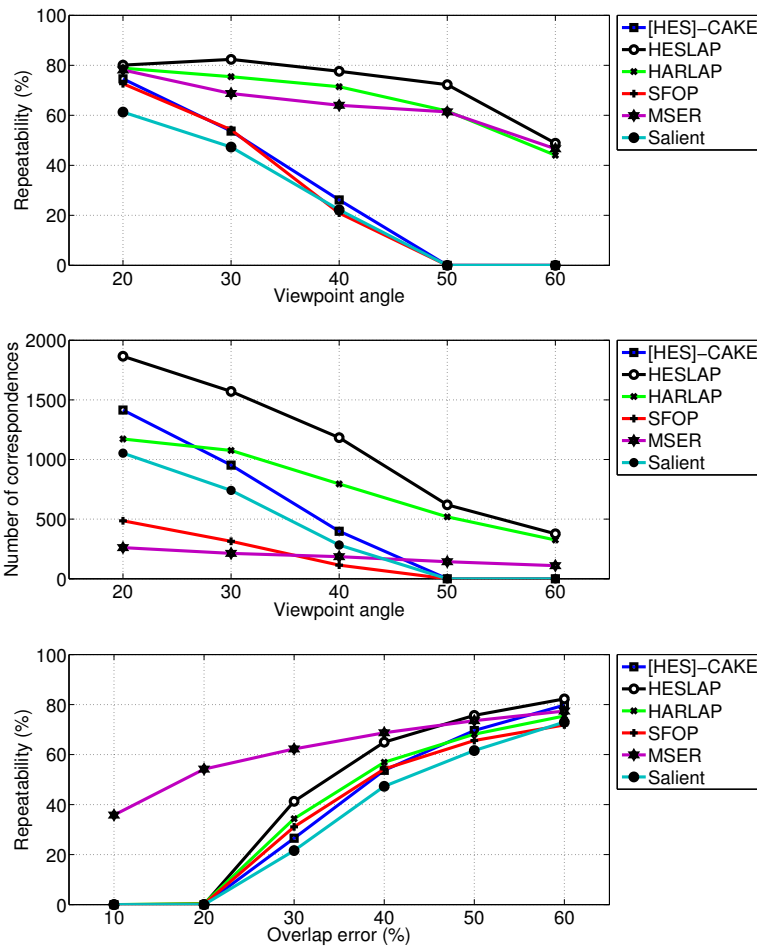 100
80
60
40
20
0
Repeatability (%)
20 30 40 50 60
Viewpoint angle
[HES]−CAKE
HESLAP
HARLAP
SFOP
MSER
Salient
2000
1500
1000
500
0
Number of correspondences
20 30 40 50 60
Viewpoint angle
[HES]−CAKE
HESLAP
HARLAP
SFOP
MSER
Salient
100
80
60
40
20
0
Repeatability (%)
10 20 30 40 50 60
Overlap error (%)
[HES]−CAKE
HESLAP
HARLAP
SFOP
MSER
Salient